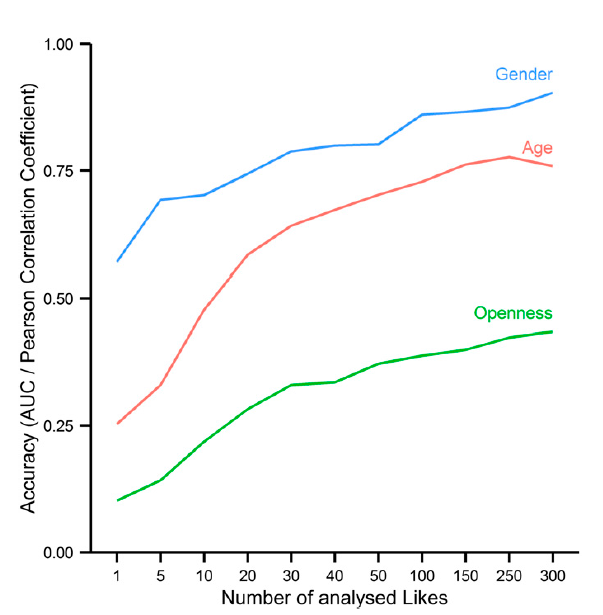 Accuracy (AUC / Pearson Correlation Coefficient)
1.00
0.75
0.50
0.25
0.00
Gender
Age
Openness
1 5 10 20 30 40 50 100 150 250 300
Number of analysed Likes